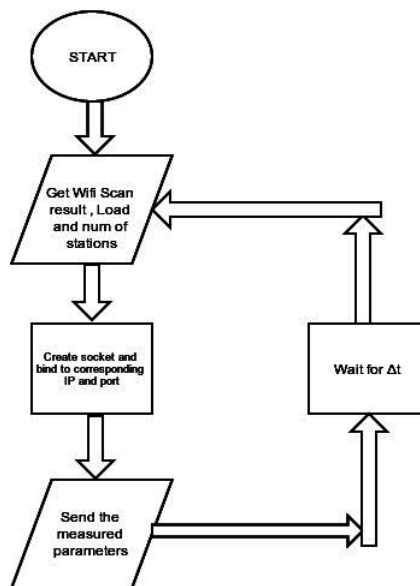 START
Get Wifi Scan
result , Load
and num of
stations
Create socket and
bind to corresponding
IP and port
Wait for Δt
Send the
measured
parameters